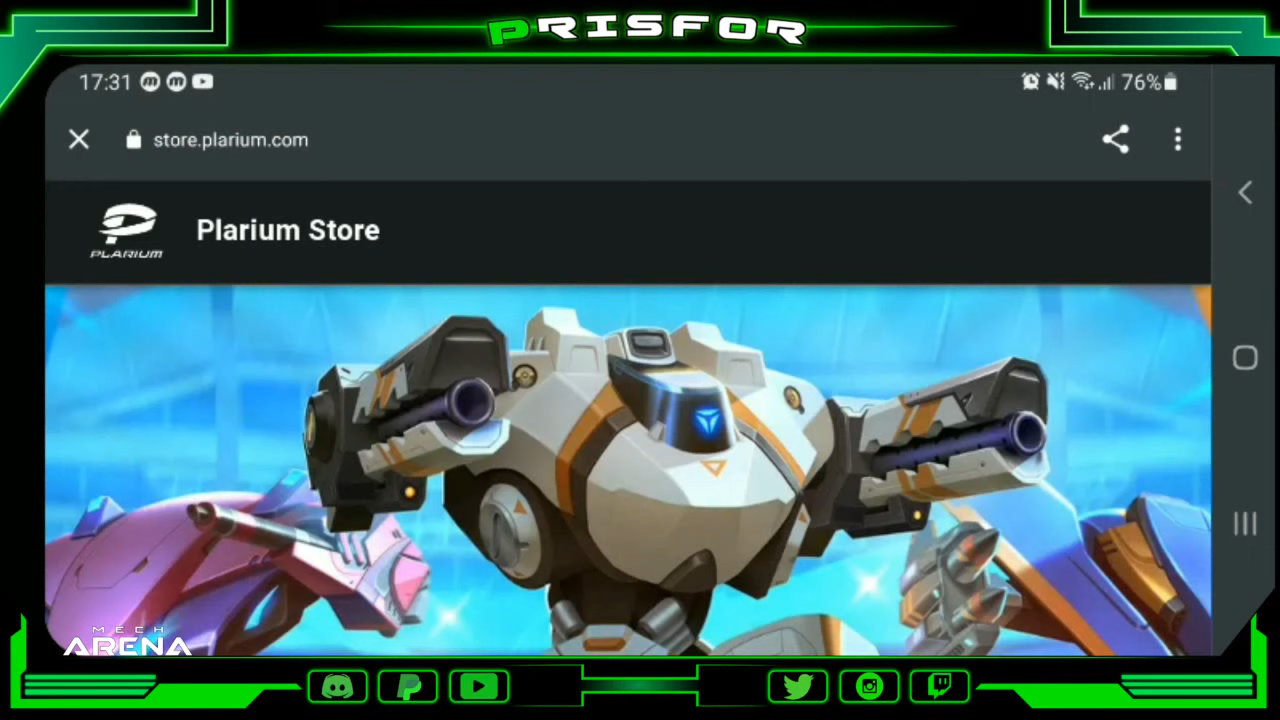 PRISFOR
17:31
76%
store.plarium.com
PLARIUM
Plarium Store
MECH
ARENA